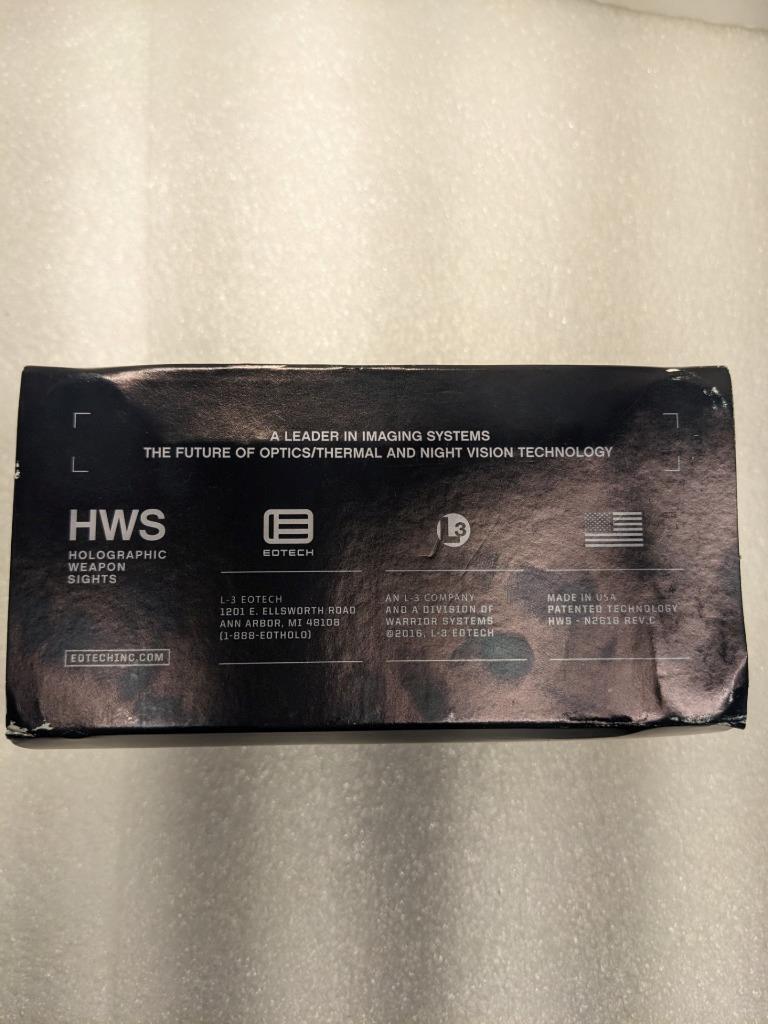 A LEADER IN IMAGING SYSTEMS
THE FUTURE OF OPTICS/THERMAL AND NIGHT VISION TECHNOLOGY
HWS
HOLOGRAPHIC
WEAPON
SIGHTS
EOTECHINC.COM
EOTECH
L-3 EOTECH
1201 E. ELLSWORTH ROAD
ANN ARBOR, MI 48108
(1-888-EOTHOLO)
L3
AN L-3 COMPANY
AND A DIVISION OF
WARRIOR SYSTEMS
©2016, L-3 EOTECH
MADE IN USA
PATENTED TECHNOLOGY
HWS - N2618 REV.C